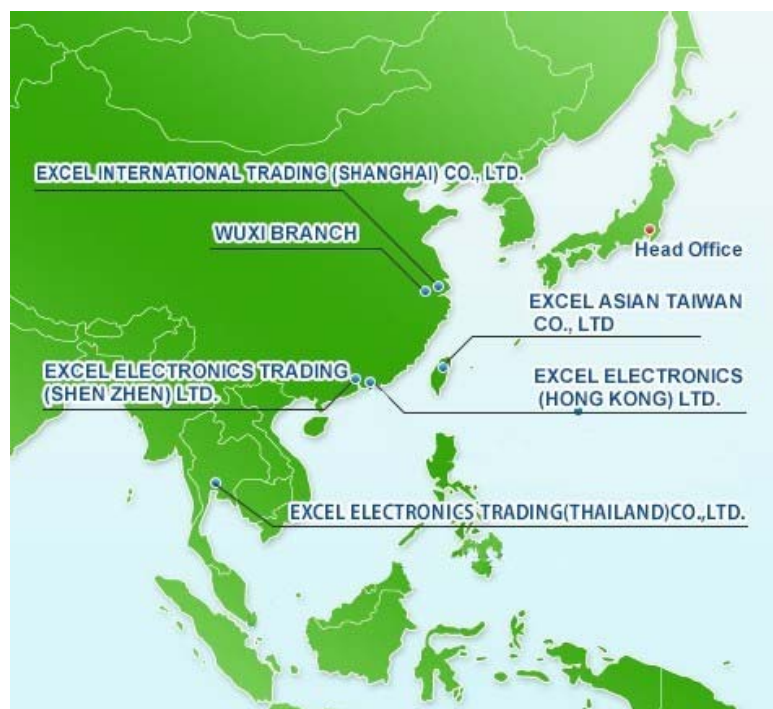 EXCEL INTERNATIONAL TRADING (SHANGHAI) CO., LTD.
WUXI BRANCH
Head Office
EXCEL ASIAN TAIWAN
CO., LTD
EXCEL ELECTRONICS TRADING
(SHEN ZHEN) LTD.
EXCEL ELECTRONICS
(HONG KONG) LTD.
EXCEL ELECTRONICS TRADING(THAILAND)CO.,LTD.